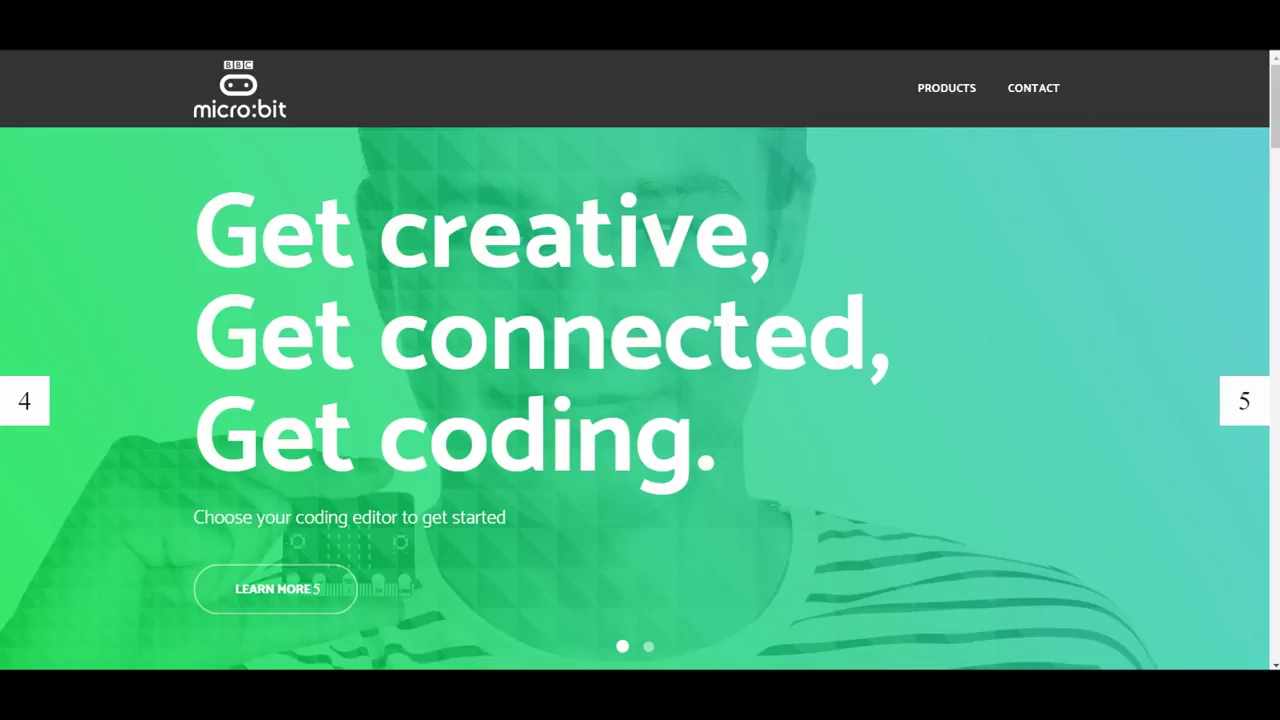 BBC
micro:bit
PRODUCTS
CONTACT
Get creative,
Get connected,
Get coding.
4
5
Choose your coding editor to get started
LEARN MORE 5